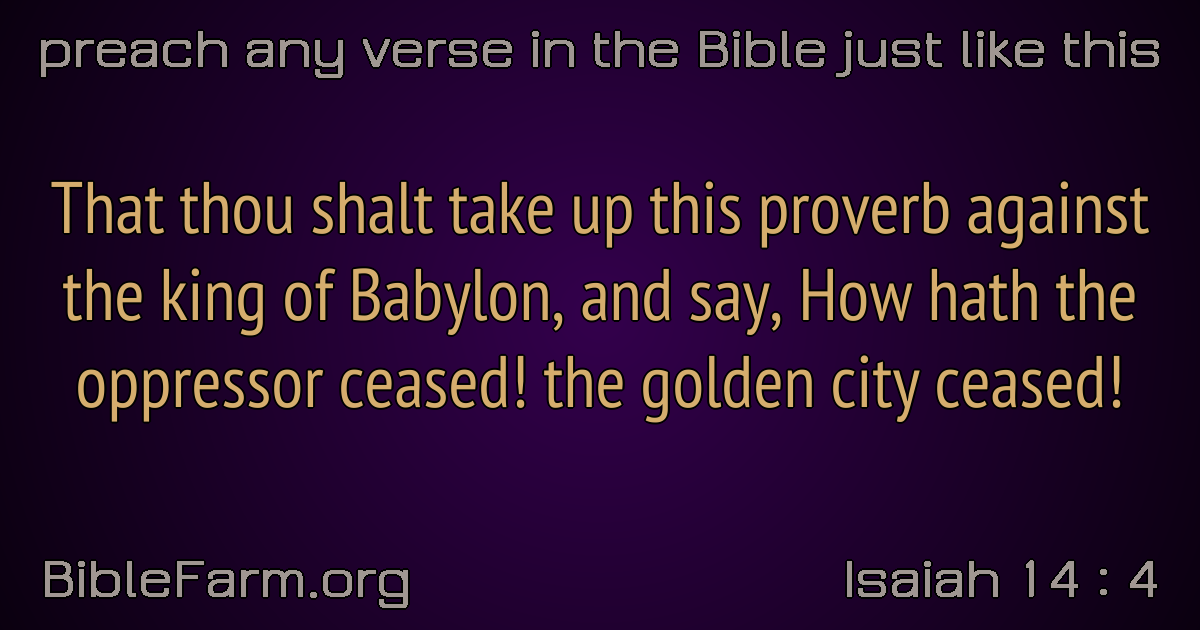 preach any verse in the Bible just like this
That thou shalt take up this proverb against
the king of Babylon, and say, How hath the
oppressor ceased! the golden city ceased!
BibleFarm.org
Isaiah 14 : 4